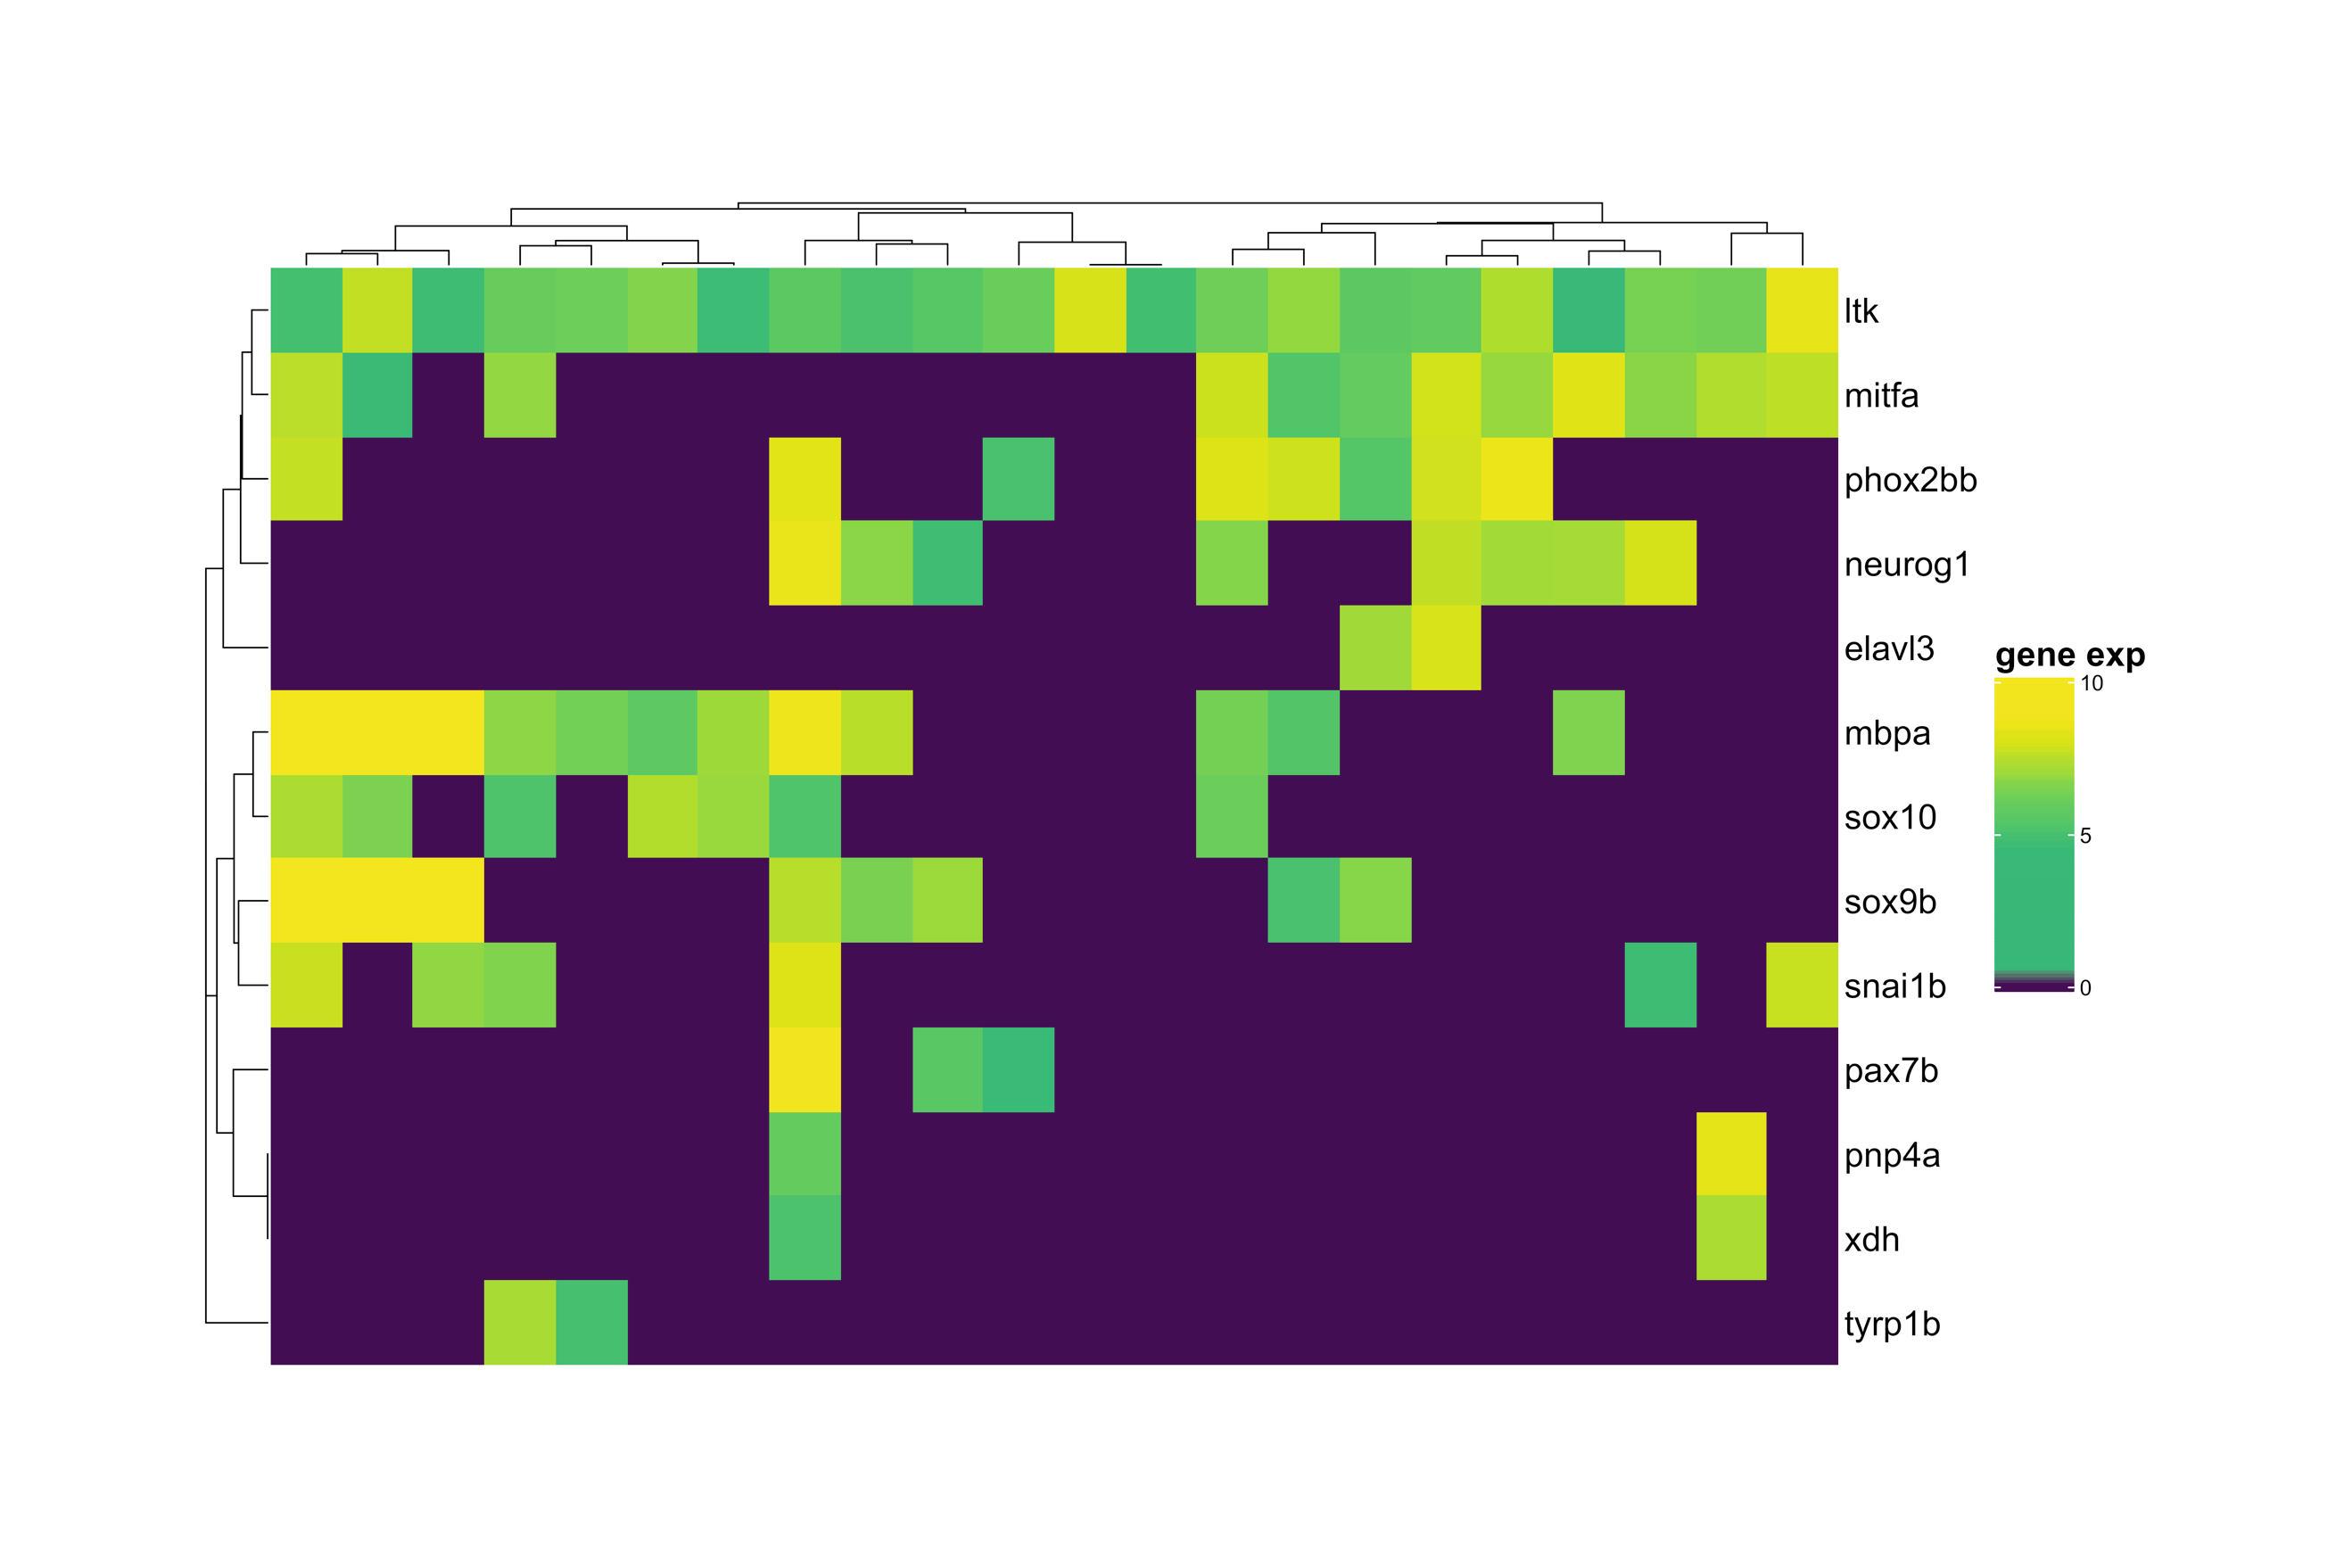 ltk
mitfa
phox2bb
neurog1
elavl3
mbpa
sox10
sox9b
snai1b
pax7b
pnp4a
xdh
tyrp1b
gene exp
10
5
0